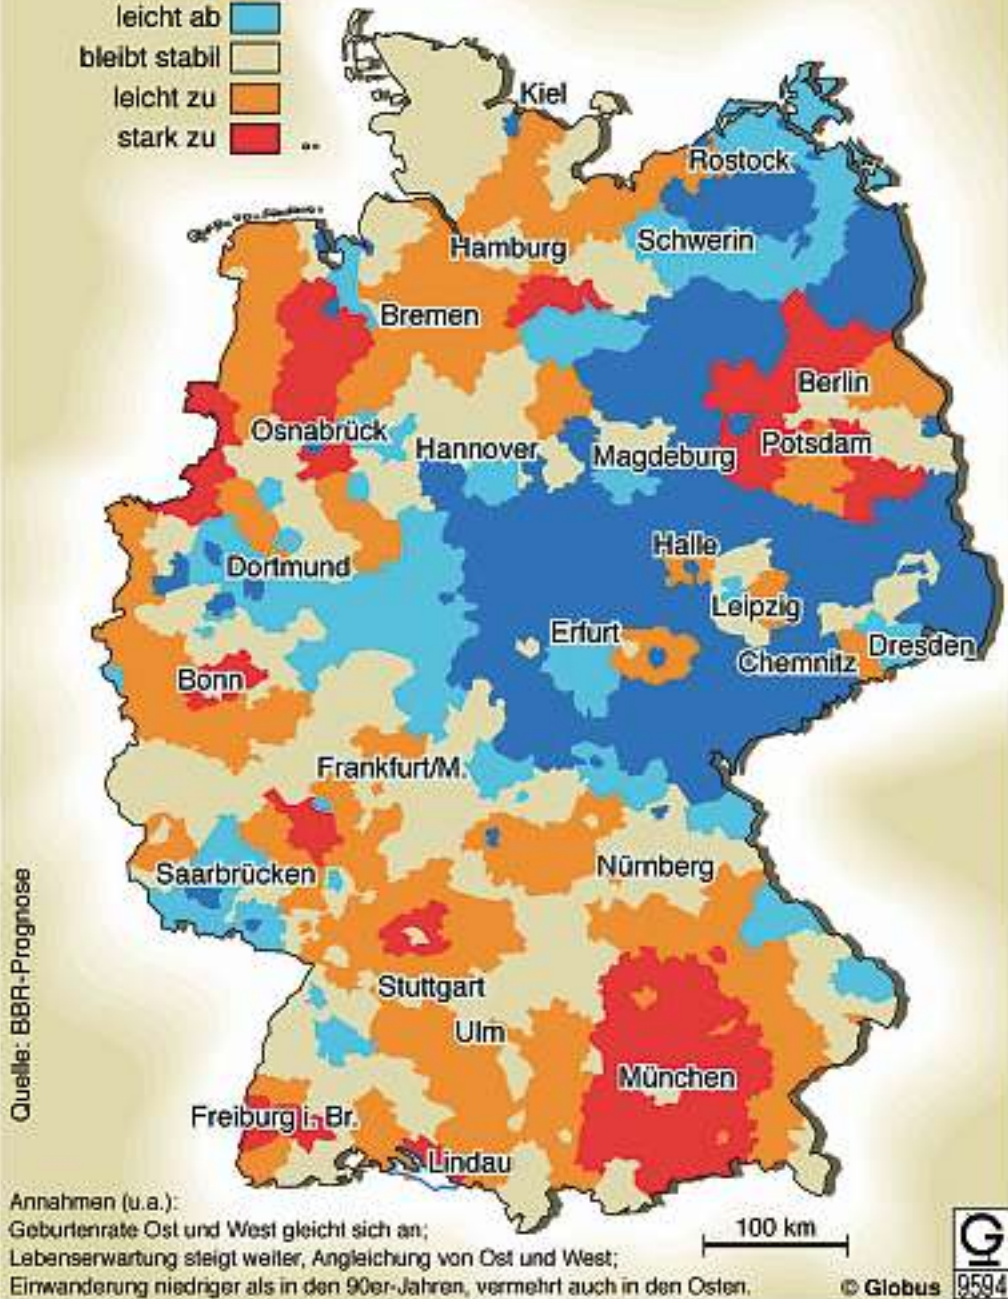 leicht ab
bleibt stabil
leicht zu
stark zu
Kiel
Rostock
Hamburg
Schwerin
Bremen
Berlin
Osnabrück
Hannover
Magdeburg
Potsdam
Halle
Dortmund
Leipzig
Erfurt
Dresden
Chemnitz
Bonn
Frankfurt/M.
Saarbrücken
Nürnberg
Stuttgart
Ulm
München
Freiburg i. Br.
Lindau
Quelle: BBR-Prognose
Annahmen (u.a.):
Geburtenrate Ost und West gleicht sich an;
Lebenserwartung steigt weiter, Angleichung von Ost und West;
Einwanderung niedriger als in den 90er-Jahren, vermehrt auch in den Osten.
100 km
© Globus
G
9594